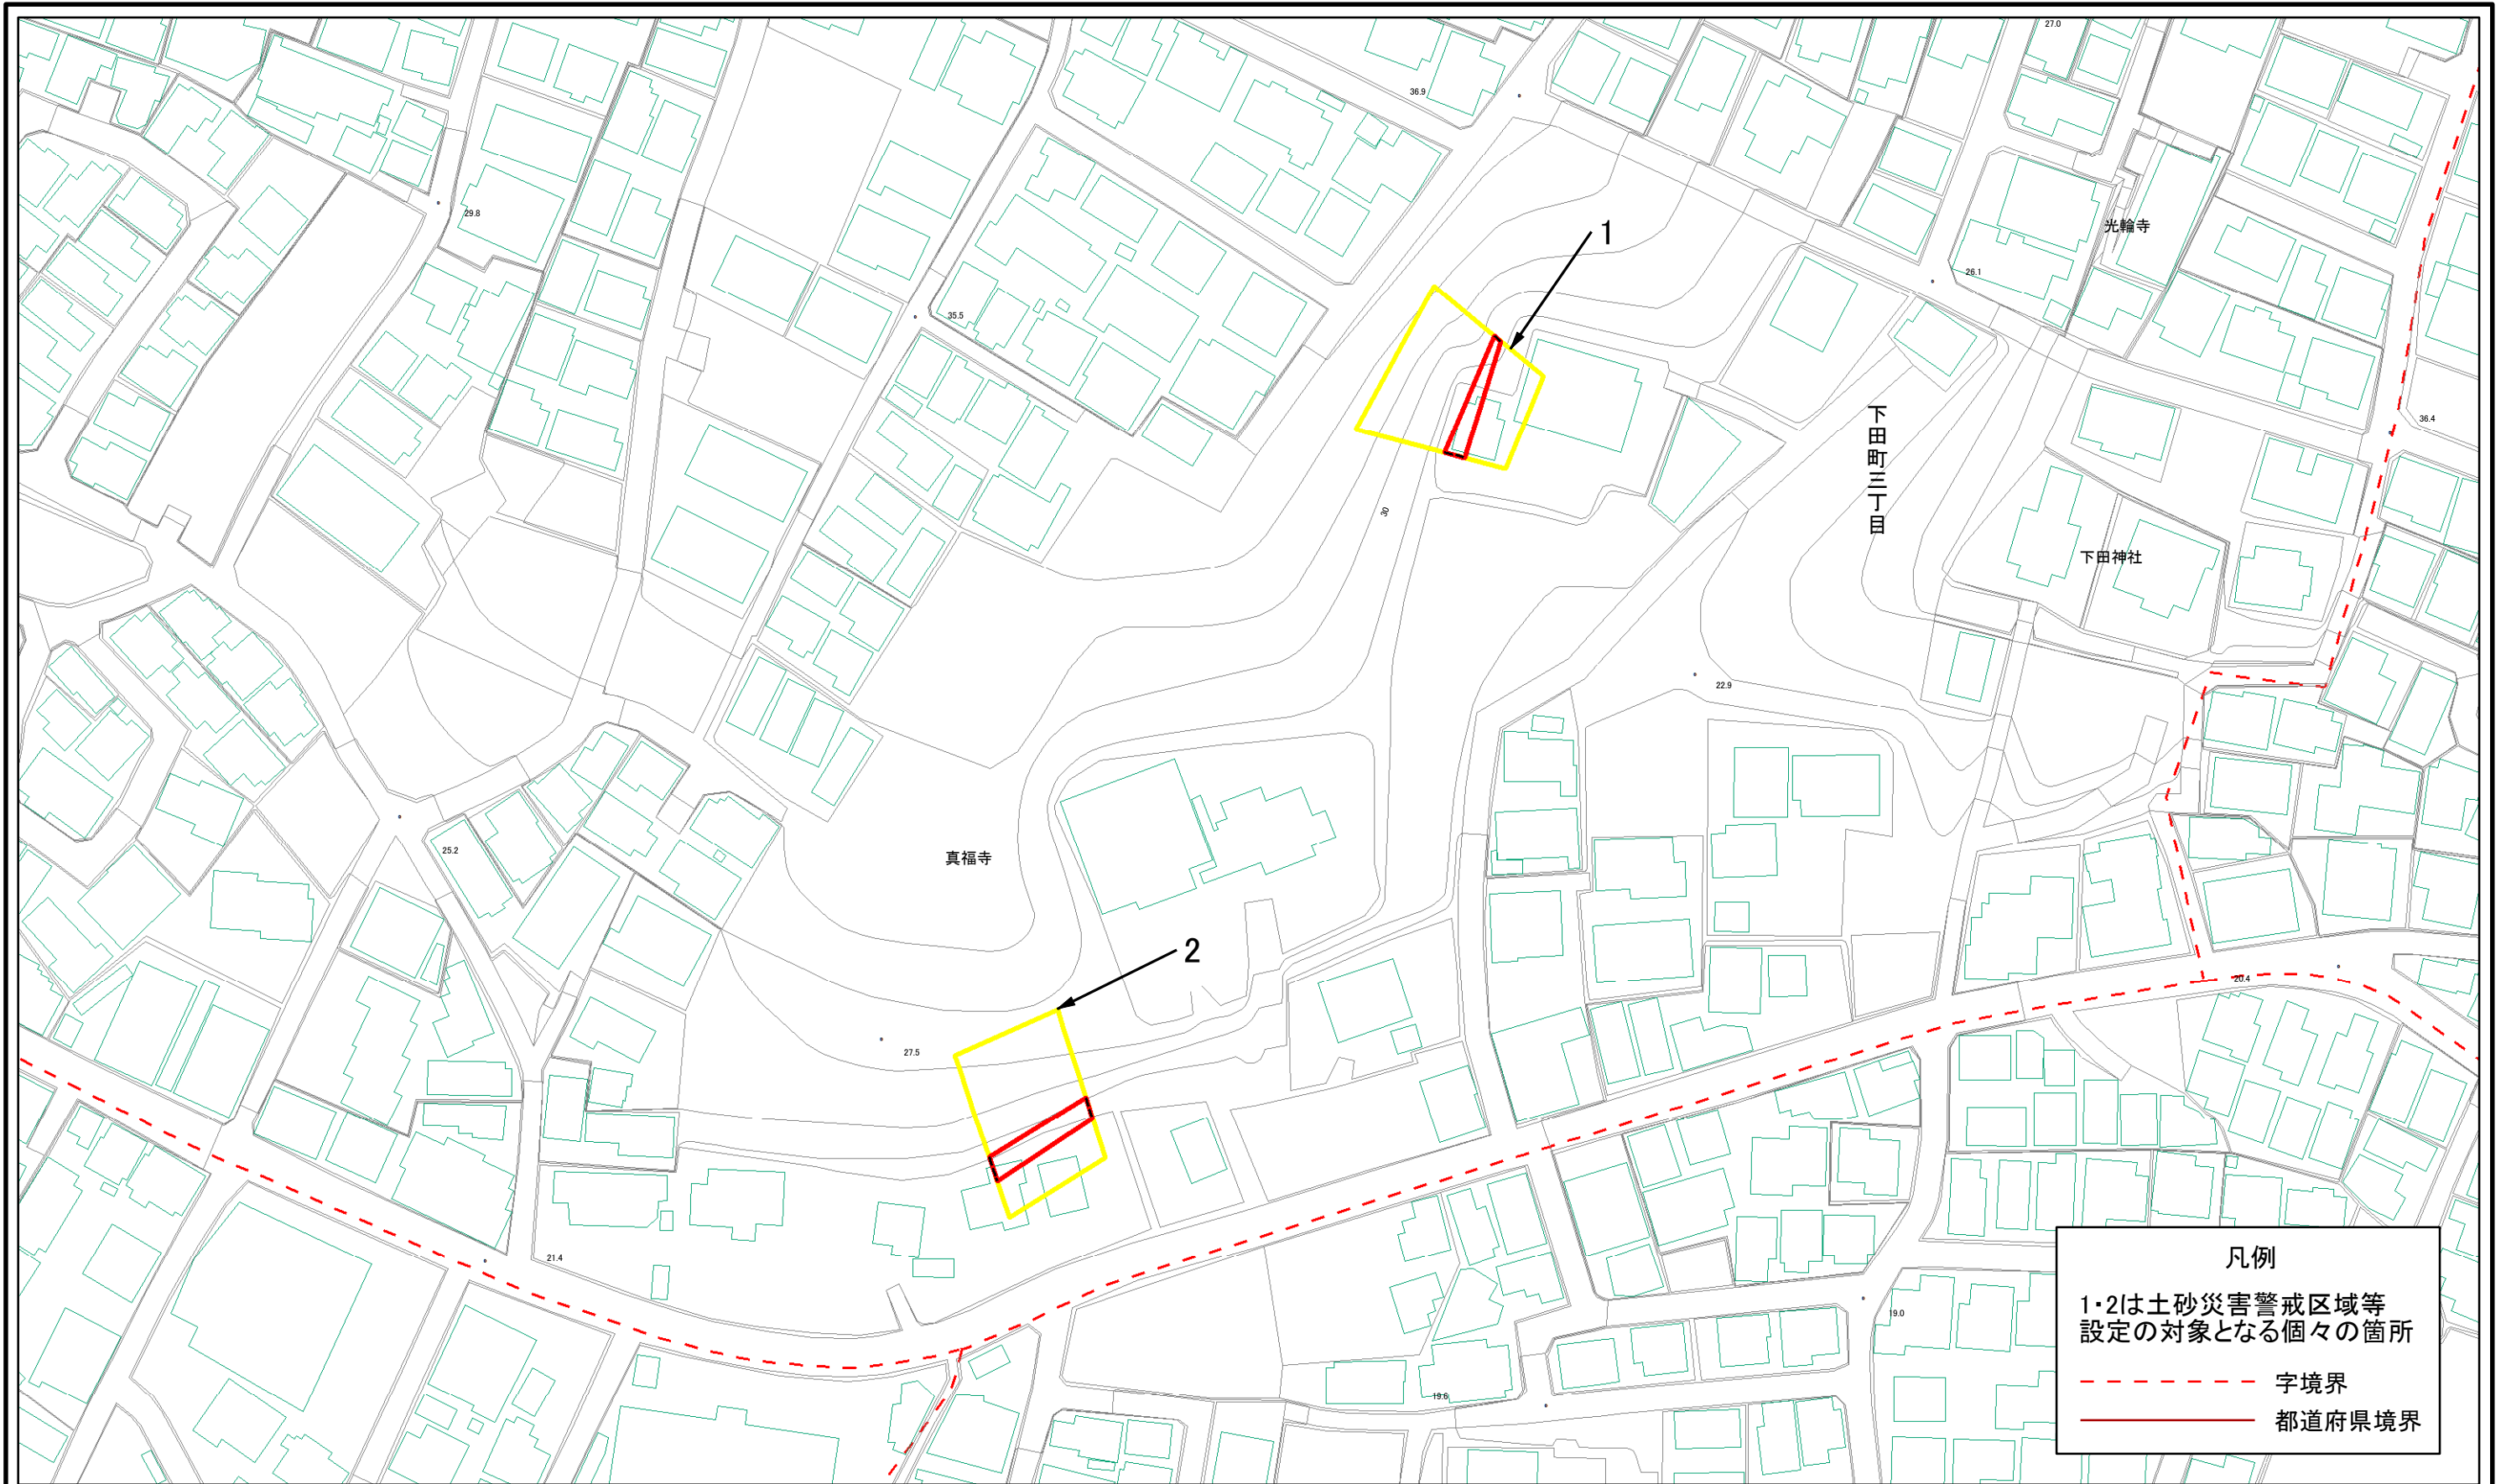 27.0
36.9
29.8
1
光輪寺
26.1
35.5
下田町三丁目
36.4
30
下田神社
22.9
25.2
真福寺
2
20.4
27.5
21.4
19.0
19.6
凡例
1・2は土砂災害警戒区域等
設定の対象となる個々の箇所
字境界
都道府県境界